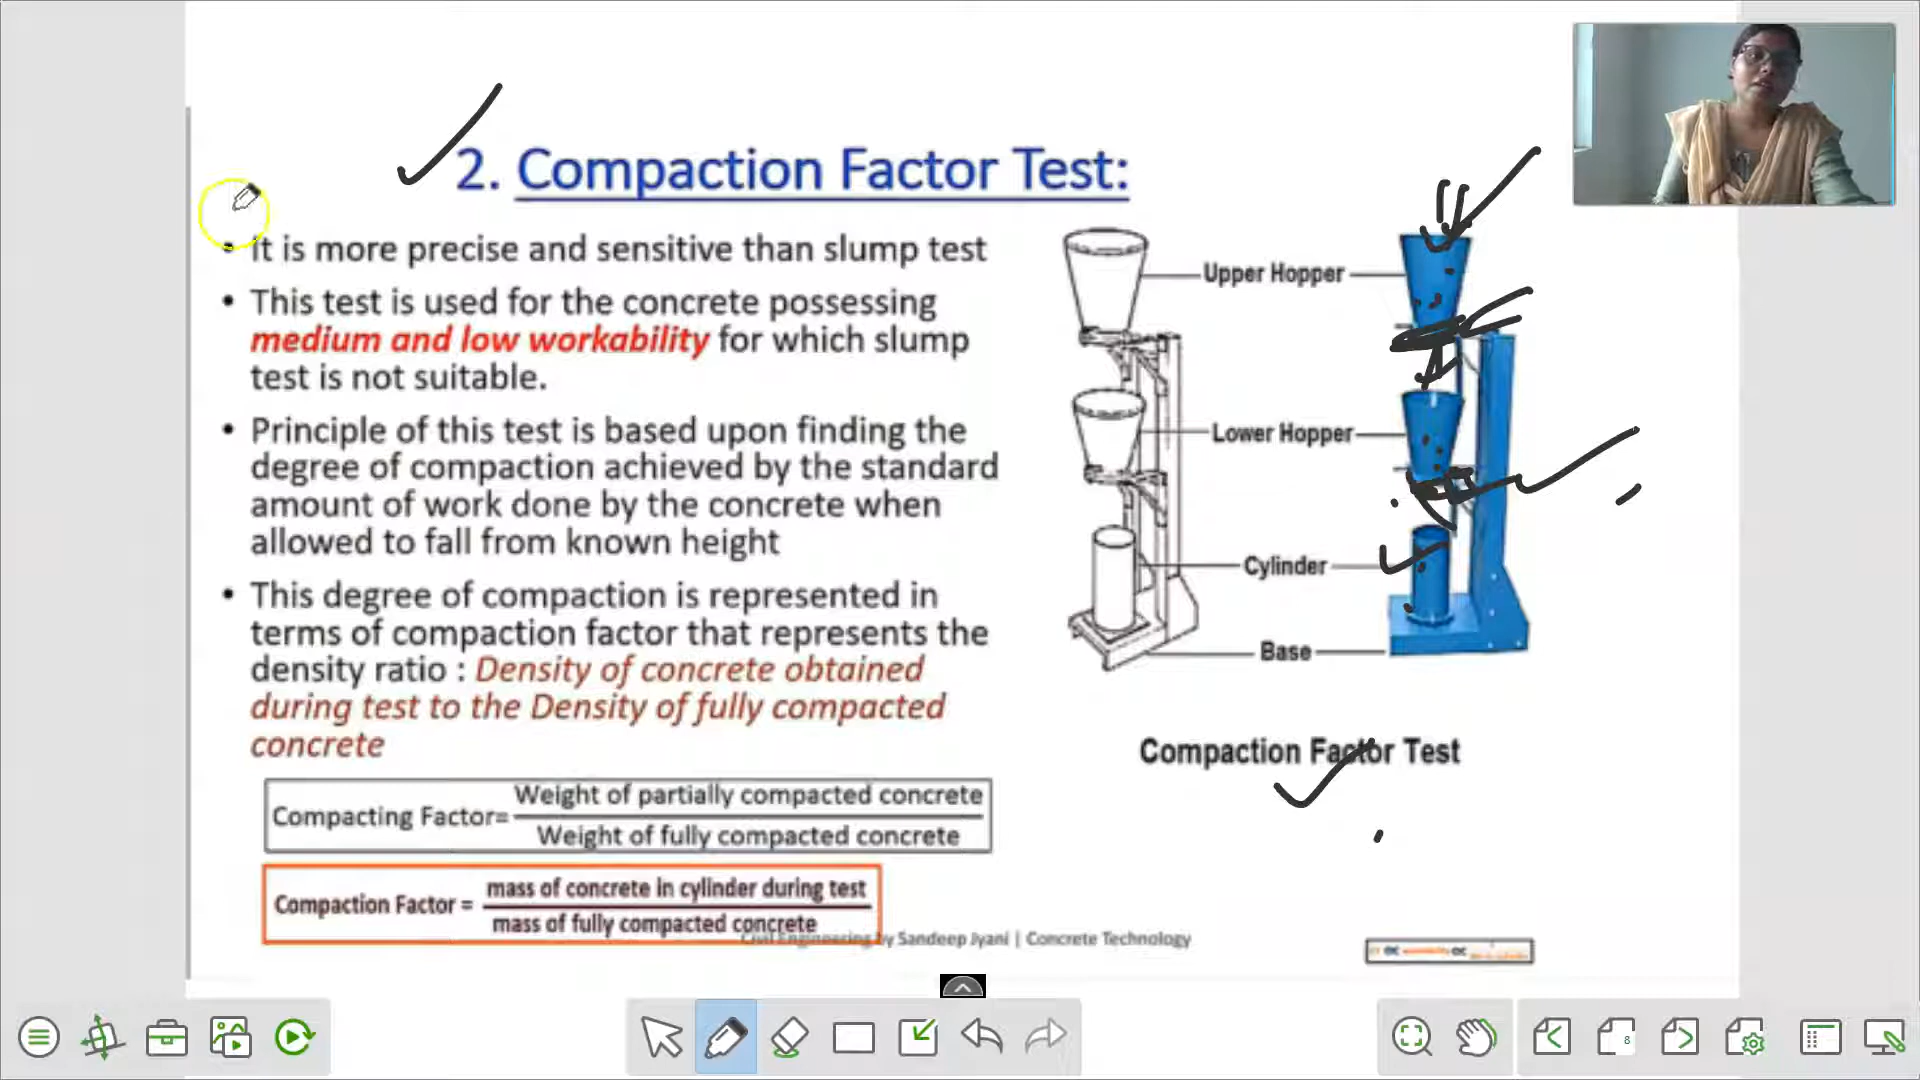 2. Compaction Factor Test:
• It is more precise and sensitive than slump test
• This test is used for the concrete possessing
medium and low workability for which slump
test is not suitable.
• Principle of this test is based upon finding the
degree of compaction achieved by the standard
amount of work done by the concrete when
allowed to fall from known height
• This degree of compaction is represented in
terms of compaction factor that represents the
density ratio : Density of concrete obtained
during test to the Density of fully compacted
concrete
Compacting Factor= Weight of partially compacted concrete
Weight of fully compacted concrete
Compaction Factor = mass of concrete in cylinder during test
mass of fully compacted concrete
Upper Hopper
Lower Hopper
Cylinder
Base
Compaction Factor Test
Civil Engineering by Sandeep Jyani | Concrete Technology
8